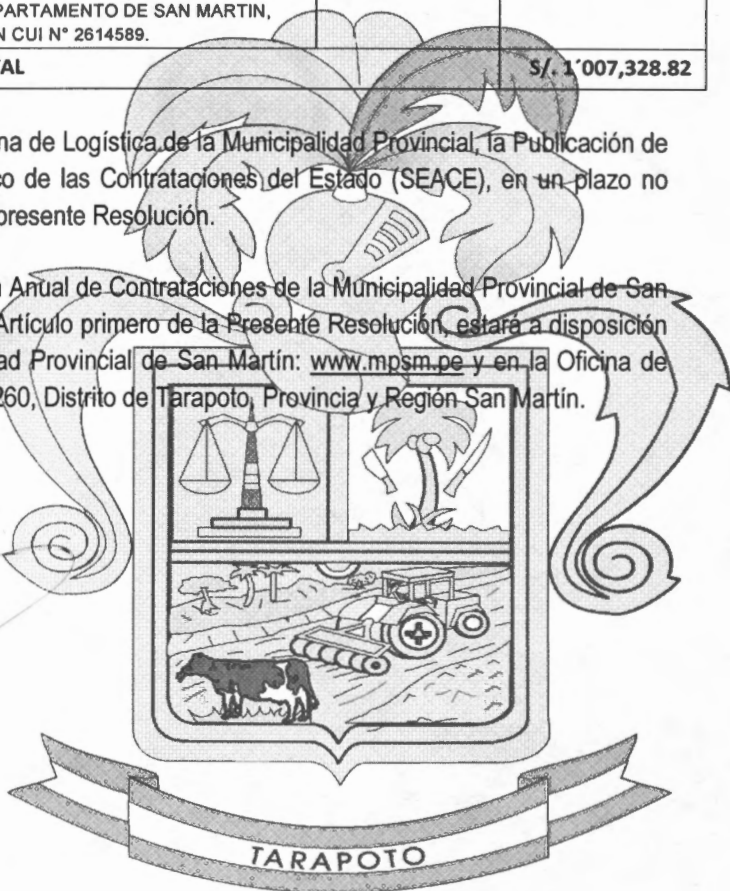 PARTAMENTO DE SAN MARTIN,
N CUI N° 2614589.
AL S/. 1´007,328.82
na de Logística de la Municipalidad Provincial, la Publicación de
co de las Contrataciones del Estado (SEACE), en un plazo no
presente Resolución.
n Anual de Contrataciones de la Municipalidad Provincial de San
Artículo primero de la Presente Resolución, estará a disposición
ad Provincial de San Martín: www.mpsm.pe y en la Oficina de
260, Distrito de Tarapoto, Provincia y Región San Martín.
TARAPOTO